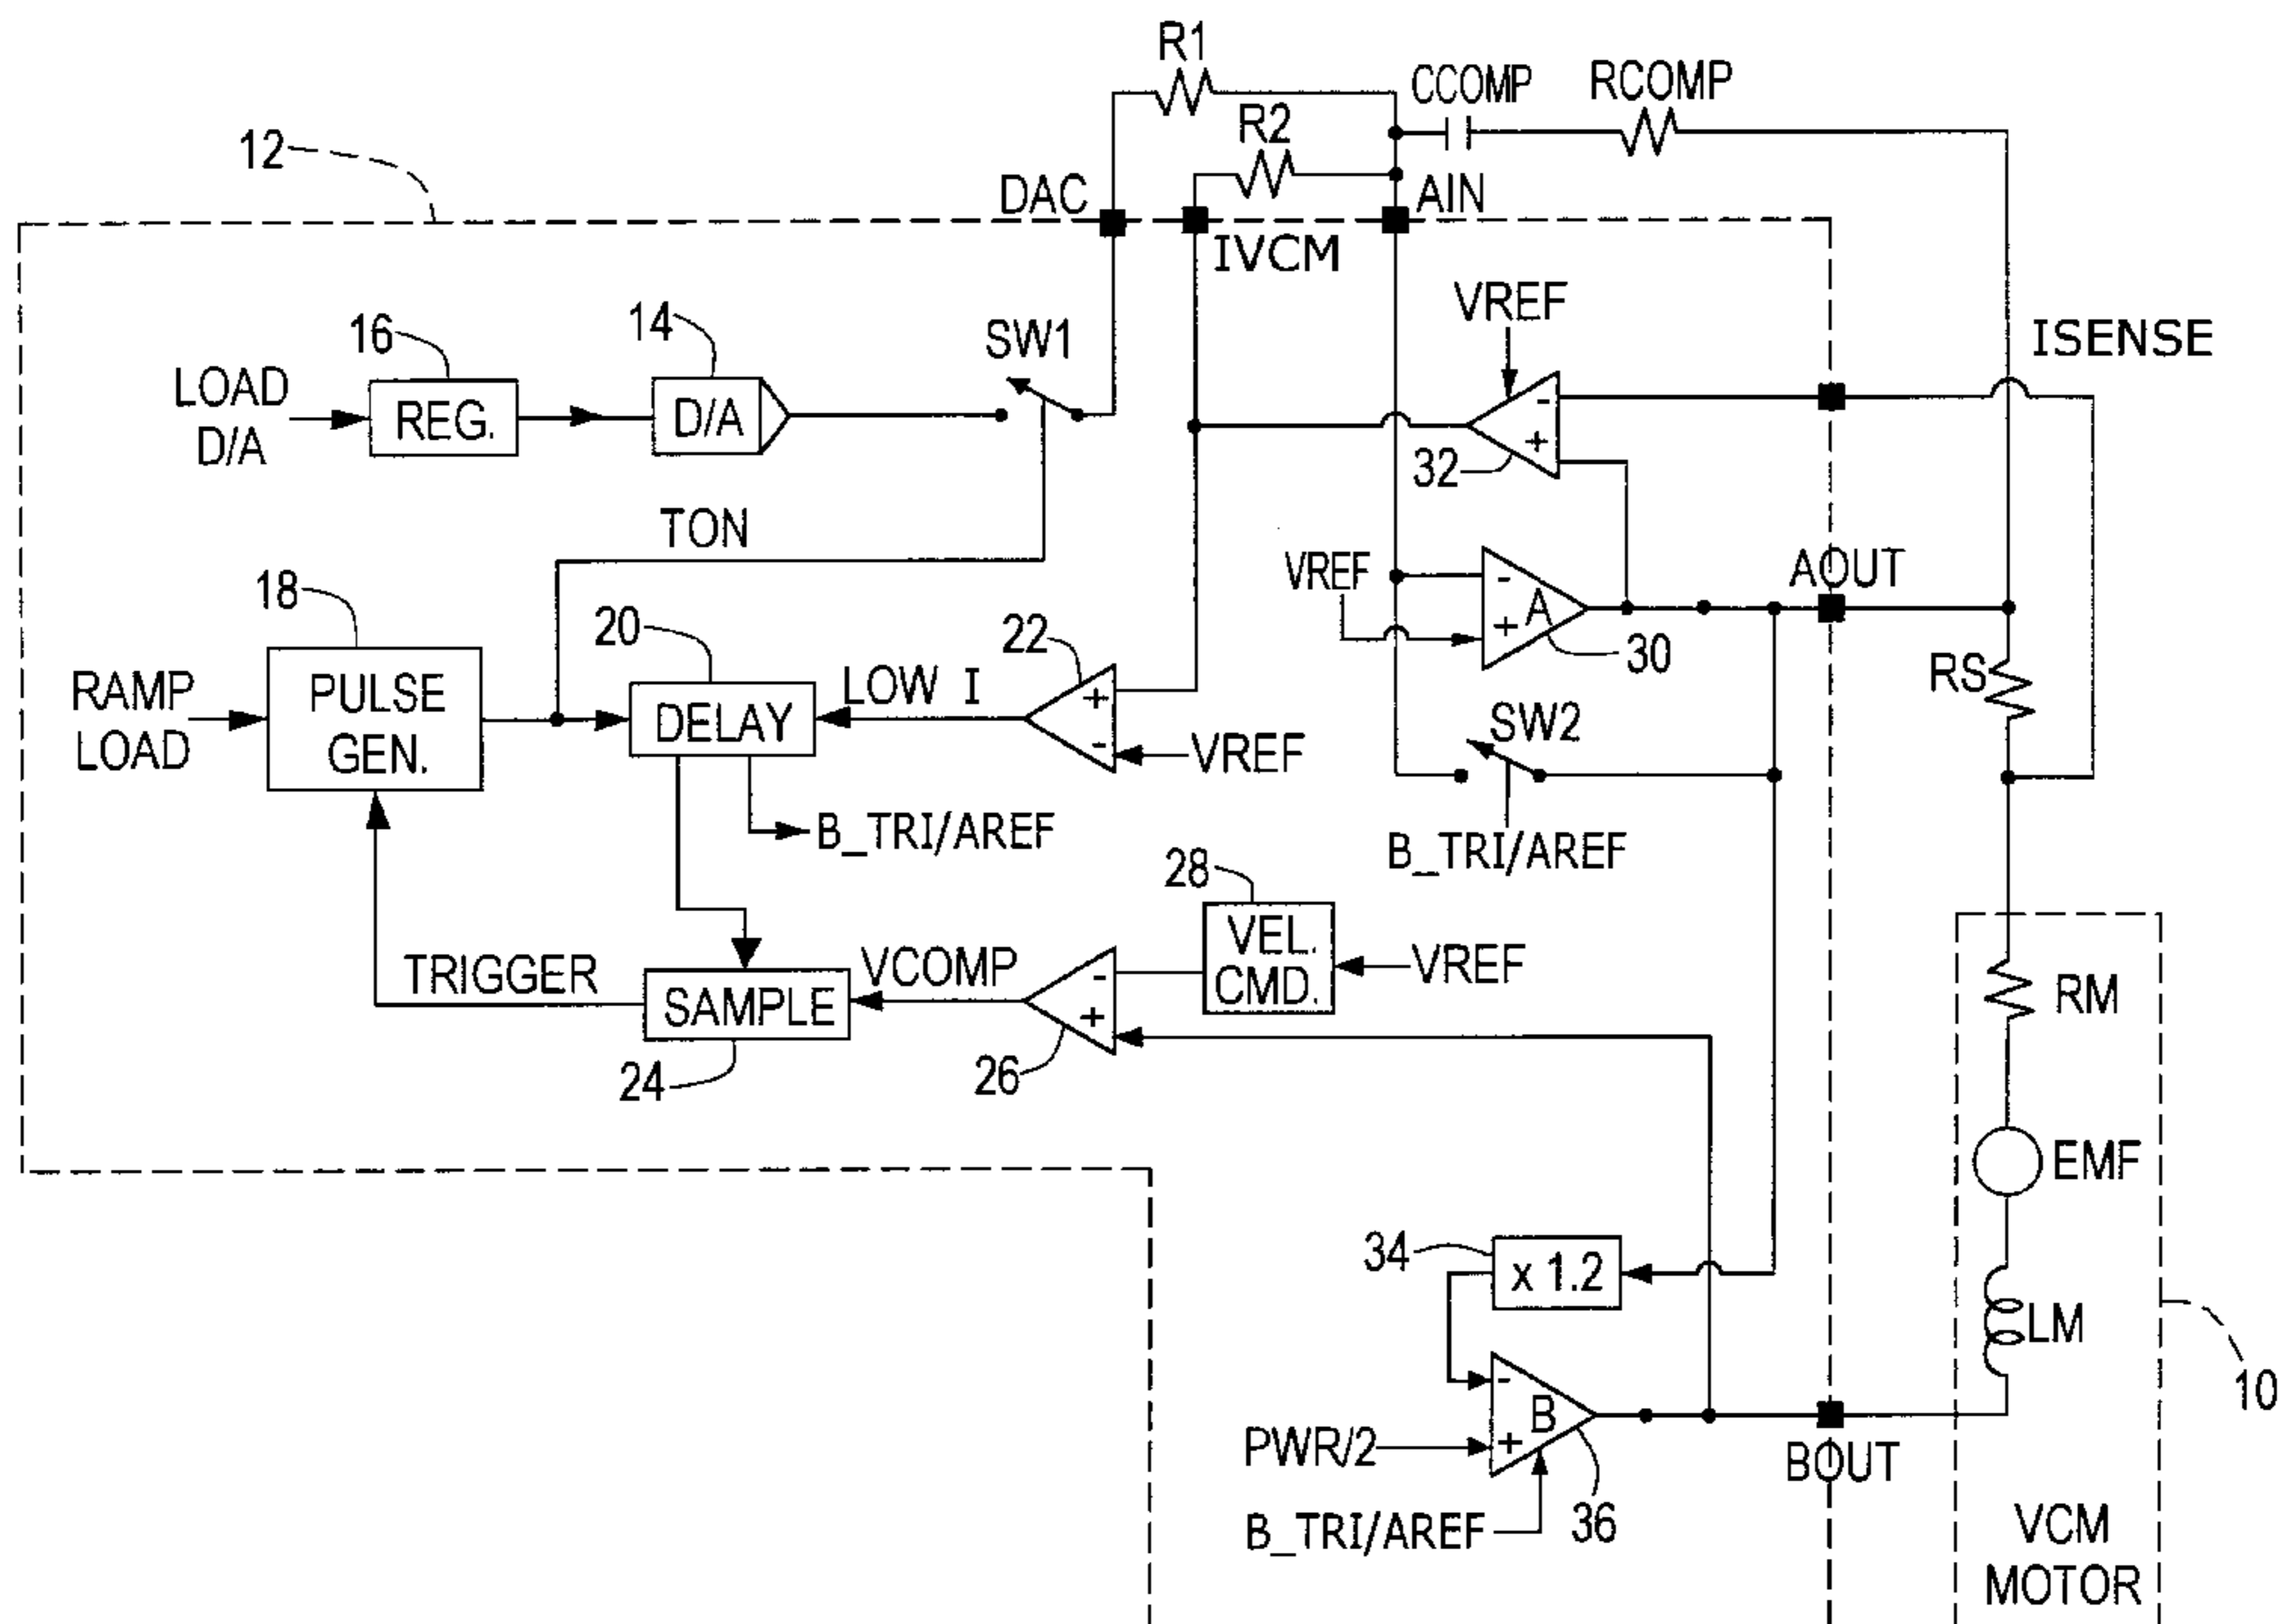 R1
CCOMP
RCOMP
R2
12
DAC
AIN
IVCM
VREF
ISENSE
16
14
SW1
LOAD
D/A
REG.
D/A
-
+
32
TON
VREF
AOUT
18
20
22
-
A
+
30
RS
RAMP
LOAD
PULSE
GEN.
DELAY
LOW I
+
-
VREF
SW2
B_TRI/AREF
B_TRI/AREF
28
VEL.
CMD.
VREF
TRIGGER
VCOMP
-
+
SAMPLE
24
26
RM
EMF
34
x 1.2
LM
10
-
B
+
PWR/2
BOUT
B_TRI/AREF
36
VCM
MOTOR